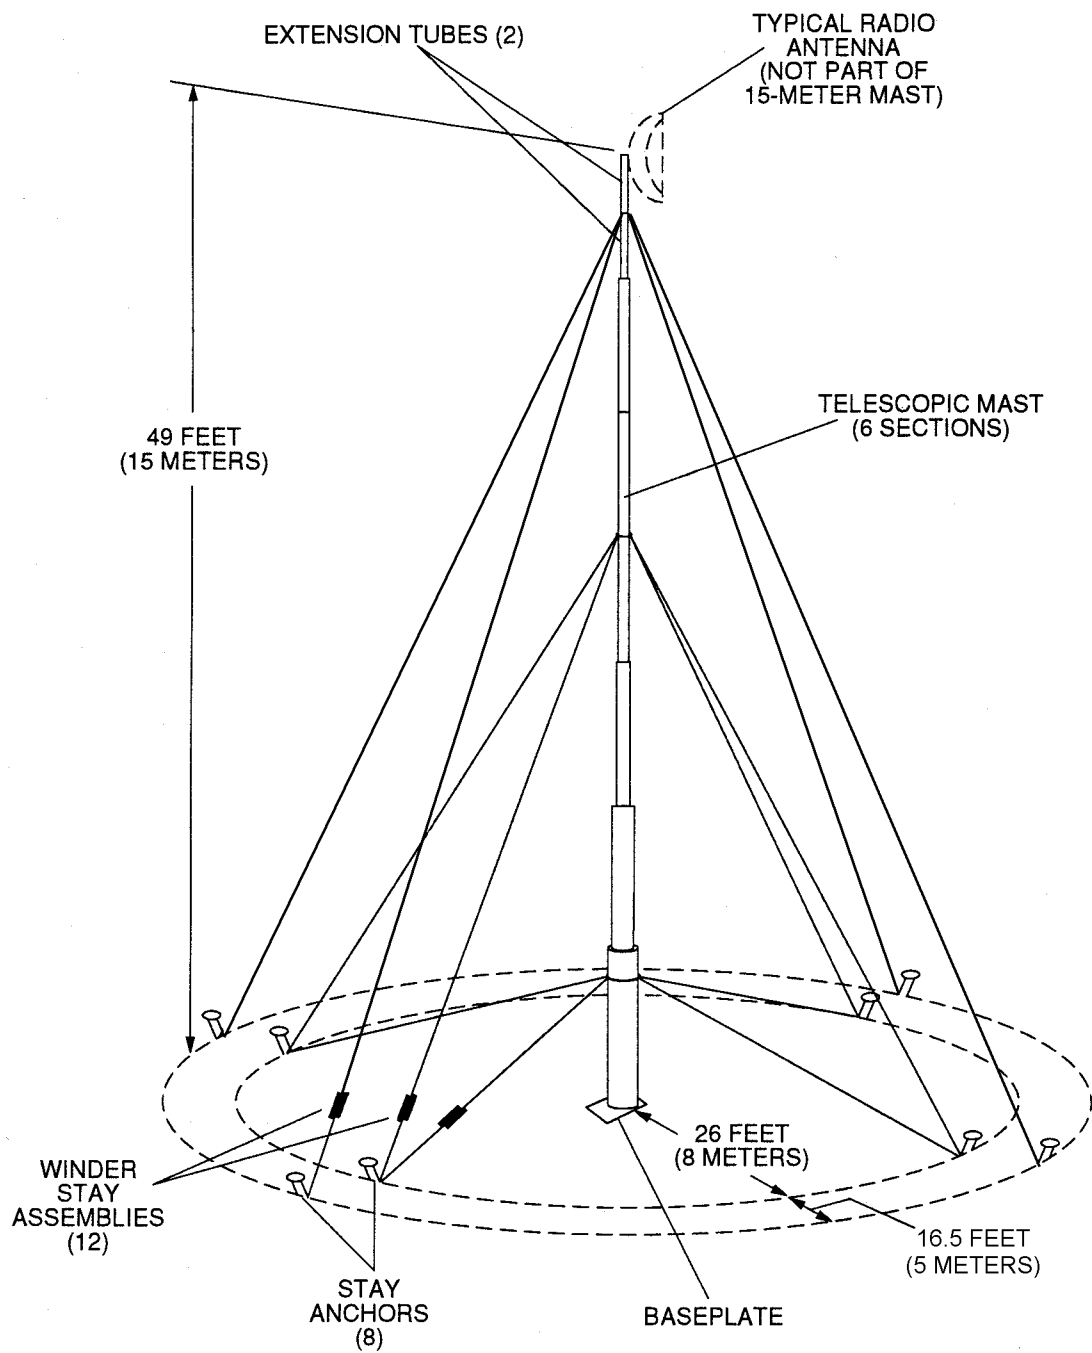 EXTENSION TUBES (2)
TYPICAL RADIO
ANTENNA
(NOT PART OF
15-METER MAST)
TELESCOPIC MAST
(6 SECTIONS)
49 FEET
(15 METERS)
26 FEET
(8 METERS)
WINDER
STAY
ASSEMBLIES
(12)
16.5 FEET
(5 METERS)
STAY
ANCHORS
(8)
BASEPLATE